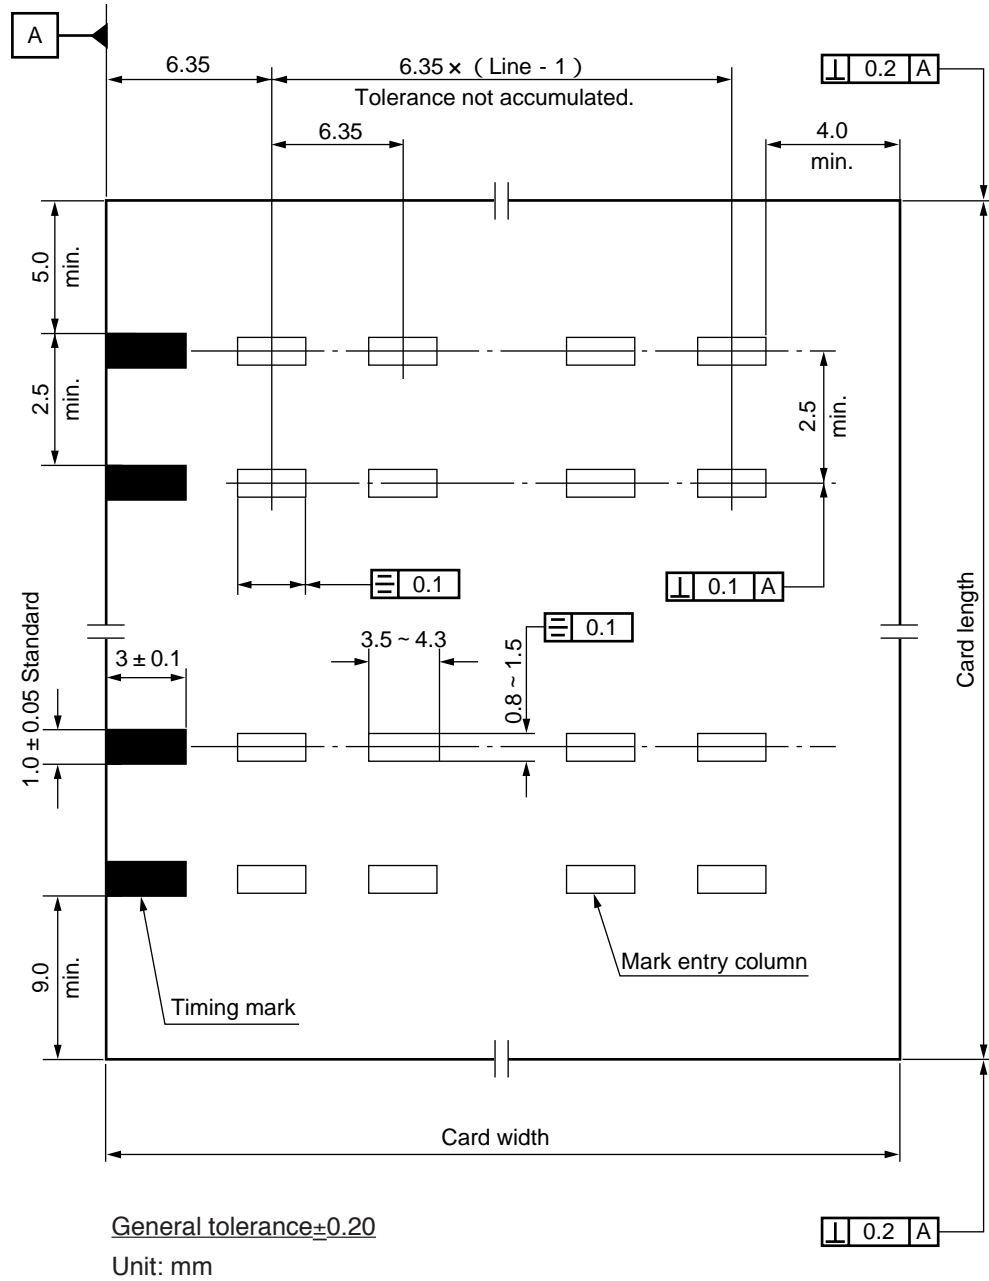 A
6.35
6.35 × ( Line - 1 )
Tolerance not accumulated.
⊥ 0.2 A
6.35
4.0
min.
5.0
min.
2.5
min.
2.5
min.
⌯ 0.1
⊥ 0.1 A
1.0 ± 0.05 Standard
3 ± 0.1
3.5 ~ 4.3
0.8 ~ 1.5
⌯ 0.1
Card length
9.0
min.
Timing mark
Mark entry column
Card width
General tolerance±0.20
Unit: mm
⊥ 0.2 A